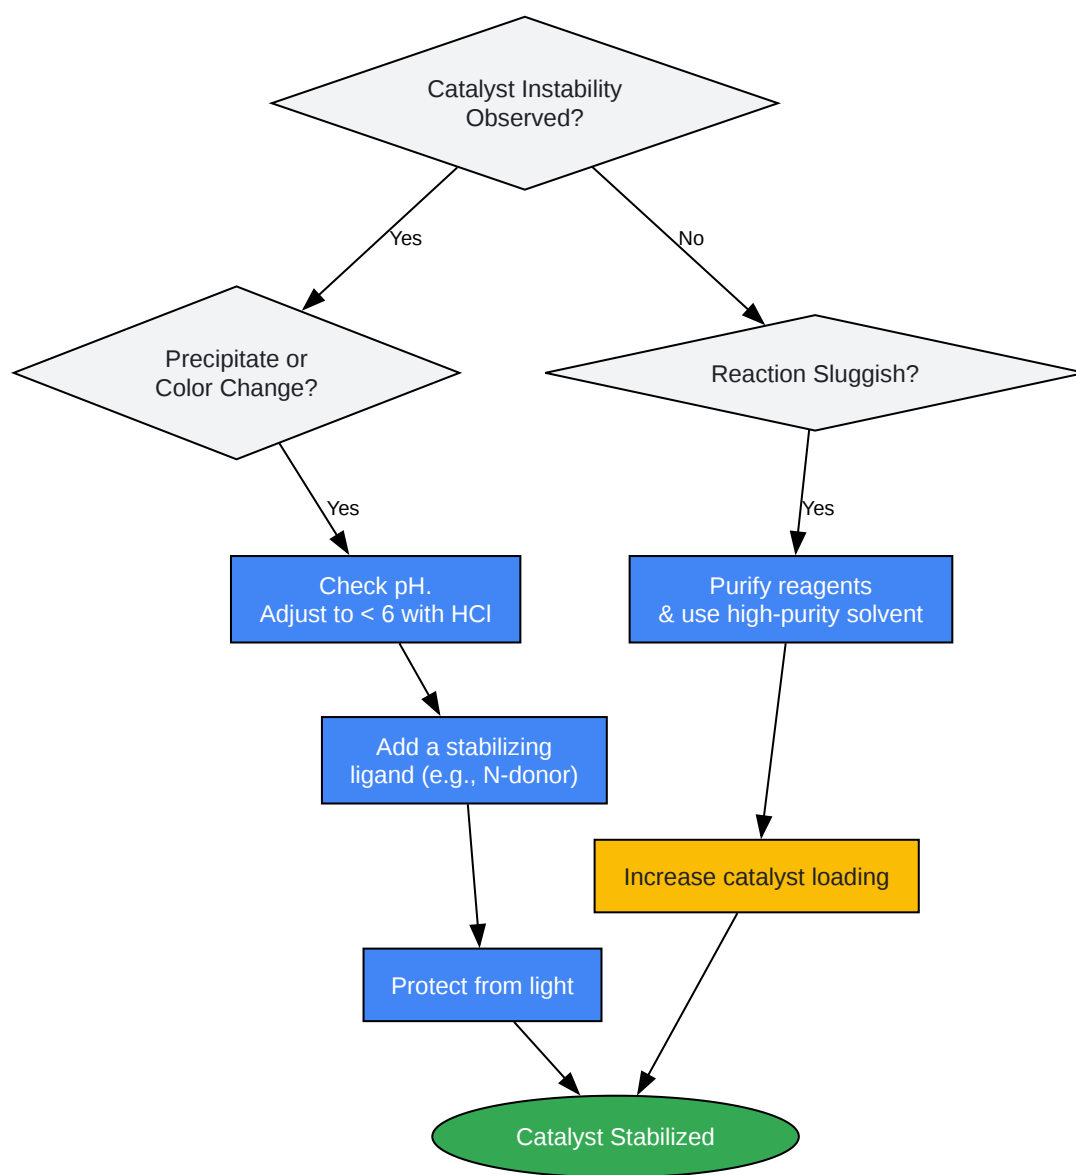 Catalyst Instability
Observed?
Yes
No
Precipitate or
Color Change?
Reaction Sluggish?
Yes
Yes
Check pH.
Adjust to < 6 with HCl
Purify reagents
& use high-purity solvent
Add a stabilizing
ligand (e.g., N-donor)
Increase catalyst loading
Protect from light
Catalyst Stabilized